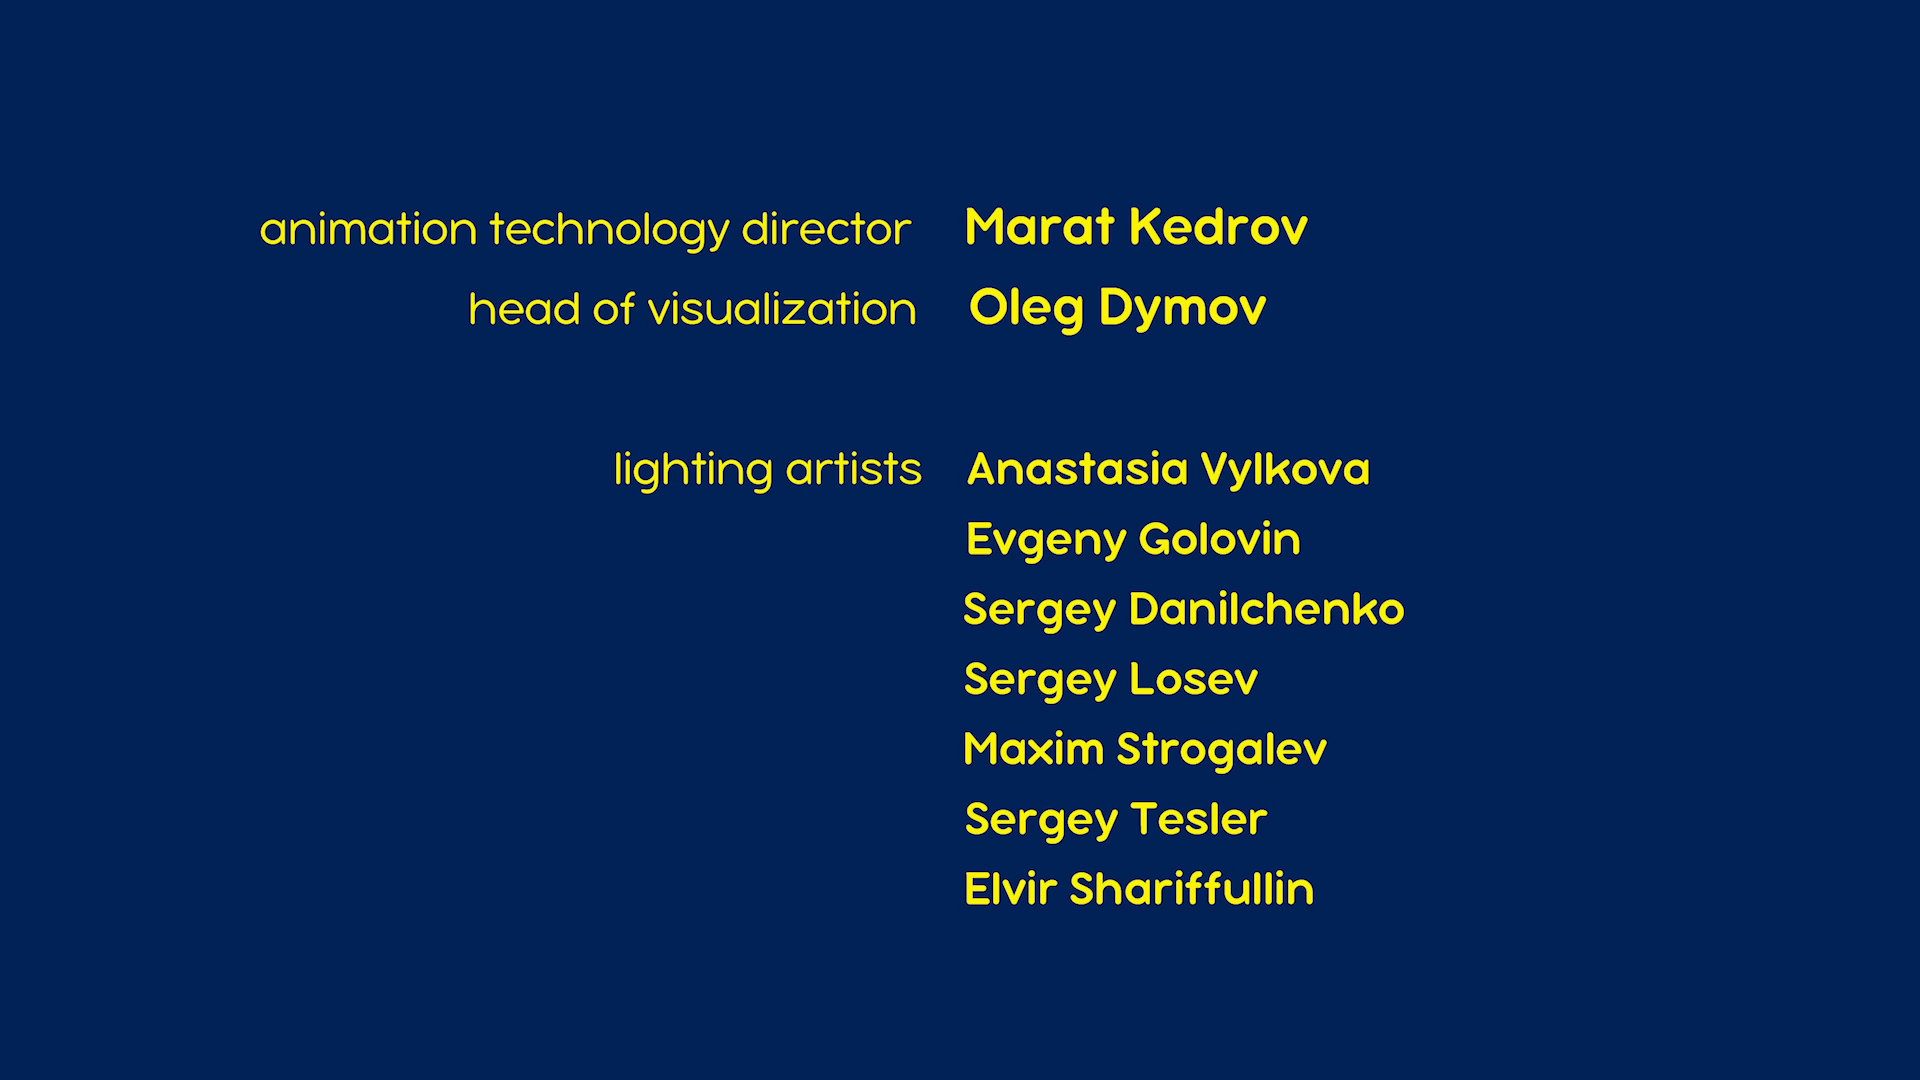 animation technology director Marat Kedrov
head of visualization Oleg Dymov
lighting artists Anastasia Vylkova
Evgeny Golovin
Sergey Danilchenko
Sergey Losev
Maxim Strogalev
Sergey Tesler
Elvir Shariffullin